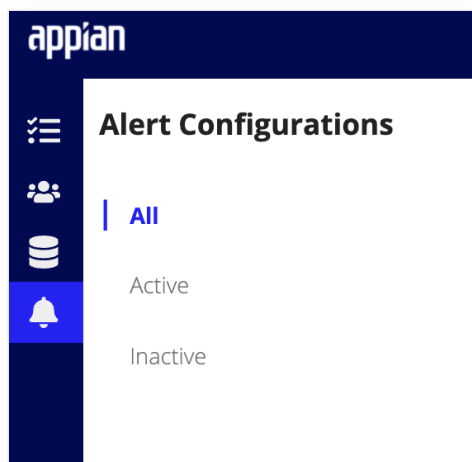 appian
Alert Configurations
All
Active
Inactive